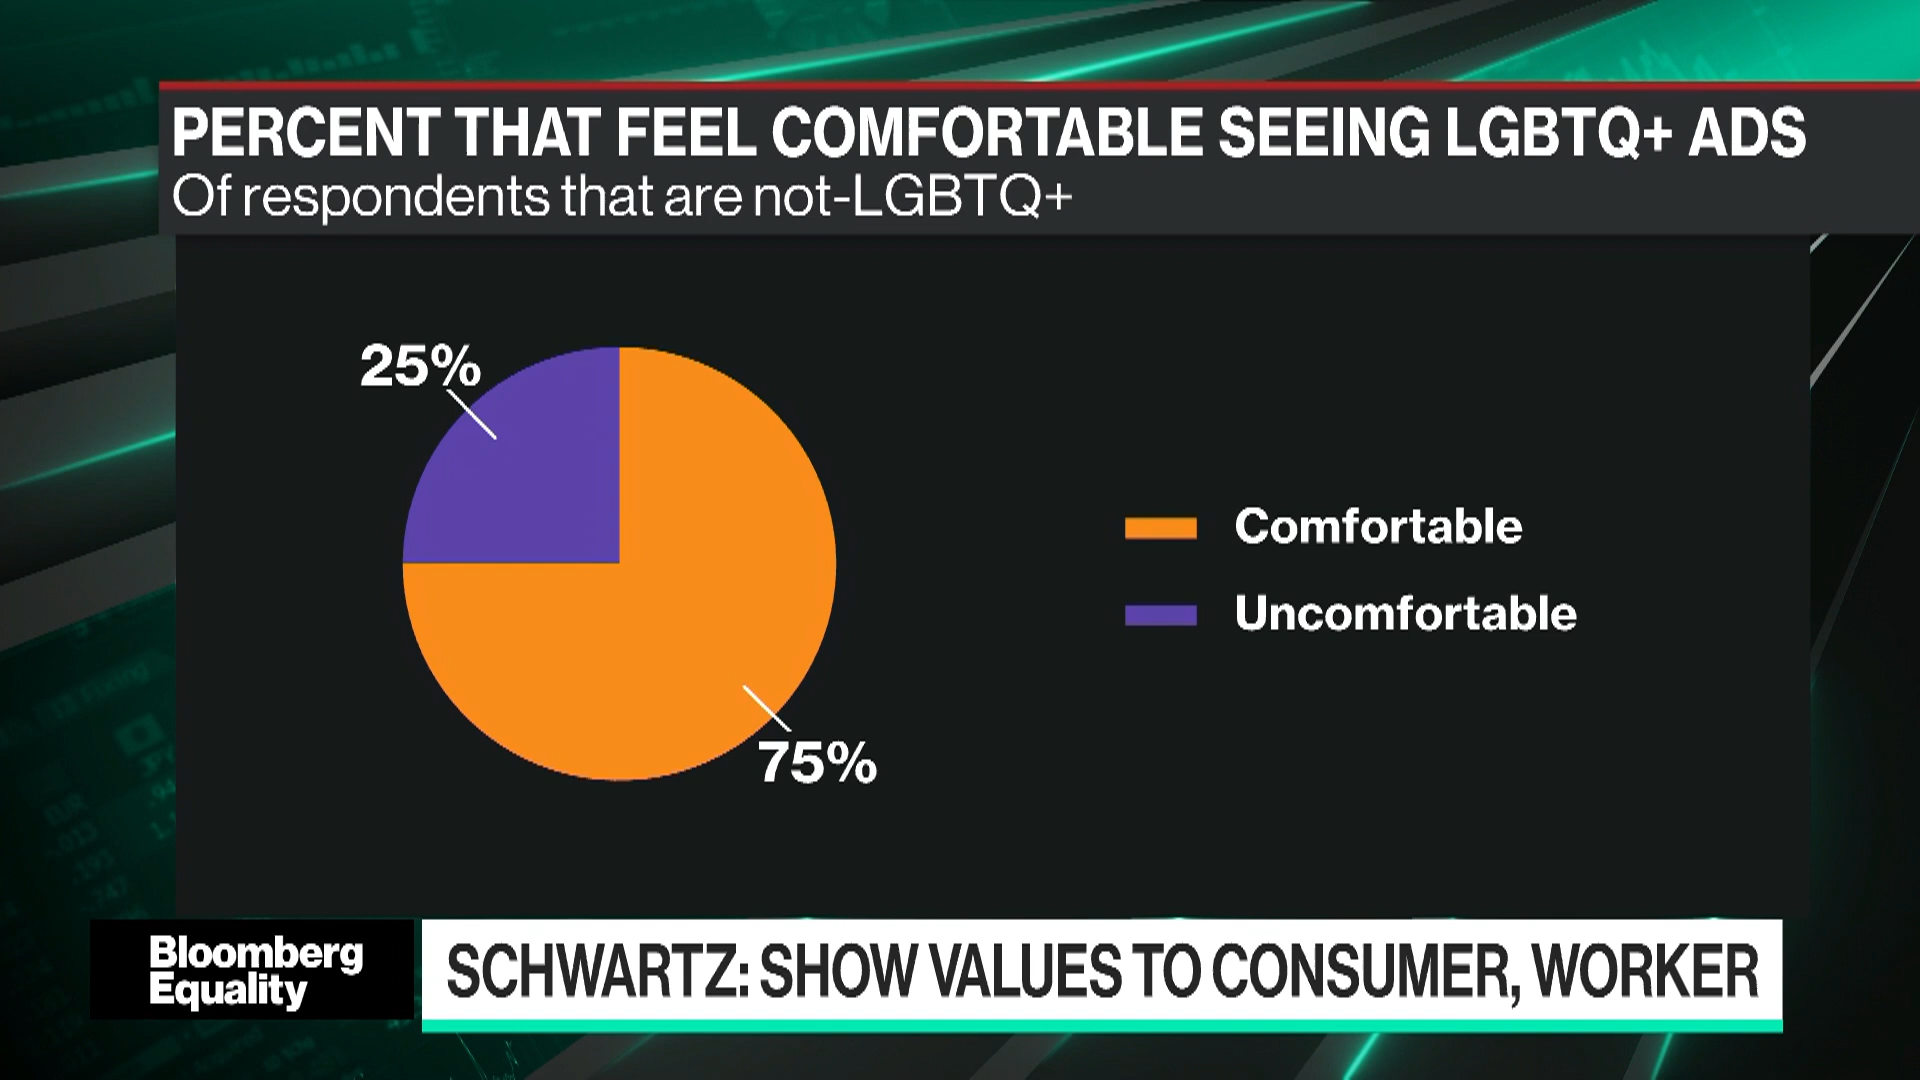 PERCENT THAT FEEL COMFORTABLE SEEING LGBTQ+ ADS
Of respondents that are not-LGBTQ+
25%
75%
Comfortable
Uncomfortable
Bloomberg
Equality
SCHWARTZ: SHOW VALUES TO CONSUMER, WORKER